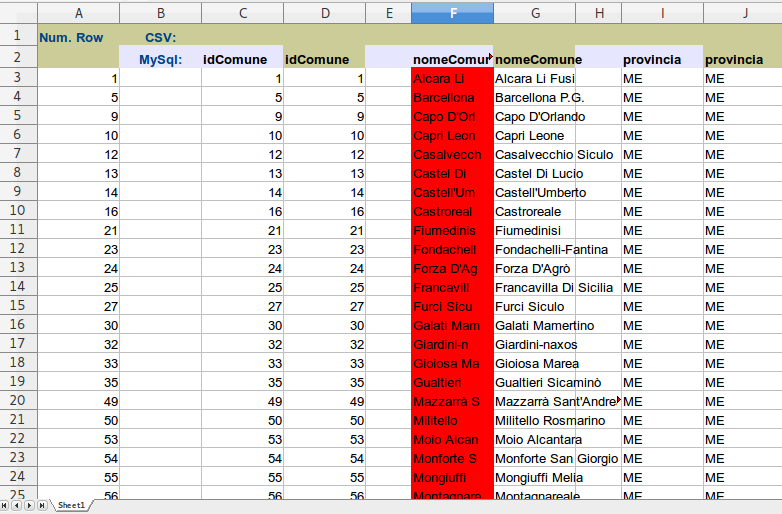 A B C D E F G H I J
1 Num. Row CSV:
2 MySql: idComune idComune nomeComur nomeComune provincia provincia
3 1 1 1 Alcara Li Alcara Li Fusi ME ME
4 5 5 5 Barcellona Barcellona P.G. ME ME
5 9 9 9 Capo D'Orl Capo D'Orlando ME ME
6 10 10 10 Capri Leon Capri Leone ME ME
7 12 12 12 Casalvecch Casalvecchio Siculo ME ME
8 13 13 13 Castel Di Castel Di Lucio ME ME
9 14 14 14 Castell'Um Castell'Umberto ME ME
10 16 16 16 Castroreal Castroreale ME ME
11 21 21 21 Fiumedinis Fiumedinisi ME ME
12 23 23 23 Fondachell Fondachelli-Fantina ME ME
13 24 24 24 Forza D'Ag Forza D'Agrò ME ME
14 25 25 25 Francavill Francavilla Di Sicilia ME ME
15 27 27 27 Furci Sicu Furci Siculo ME ME
16 30 30 30 Galati Mam Galati Mamertino ME ME
17 32 32 32 Giardini-n Giardini-naxos ME ME
18 33 33 33 Gioiosa Ma Gioiosa Marea ME ME
19 35 35 35 Gualtieri Gualtieri Sicaminò ME ME
20 49 49 49 Mazzarrà S Mazzarrà Sant'Andre ME ME
21 50 50 50 Militello Militello Rosmarino ME ME
22 53 53 53 Moio Alcan Moio Alcantara ME ME
23 54 54 54 Monforte S Monforte San Giorgio ME ME
24 55 55 55 Mongiuffi Mongiuffi Melia ME ME
25 56 56 56 Montagnare Montagnareale ME ME
Sheet1